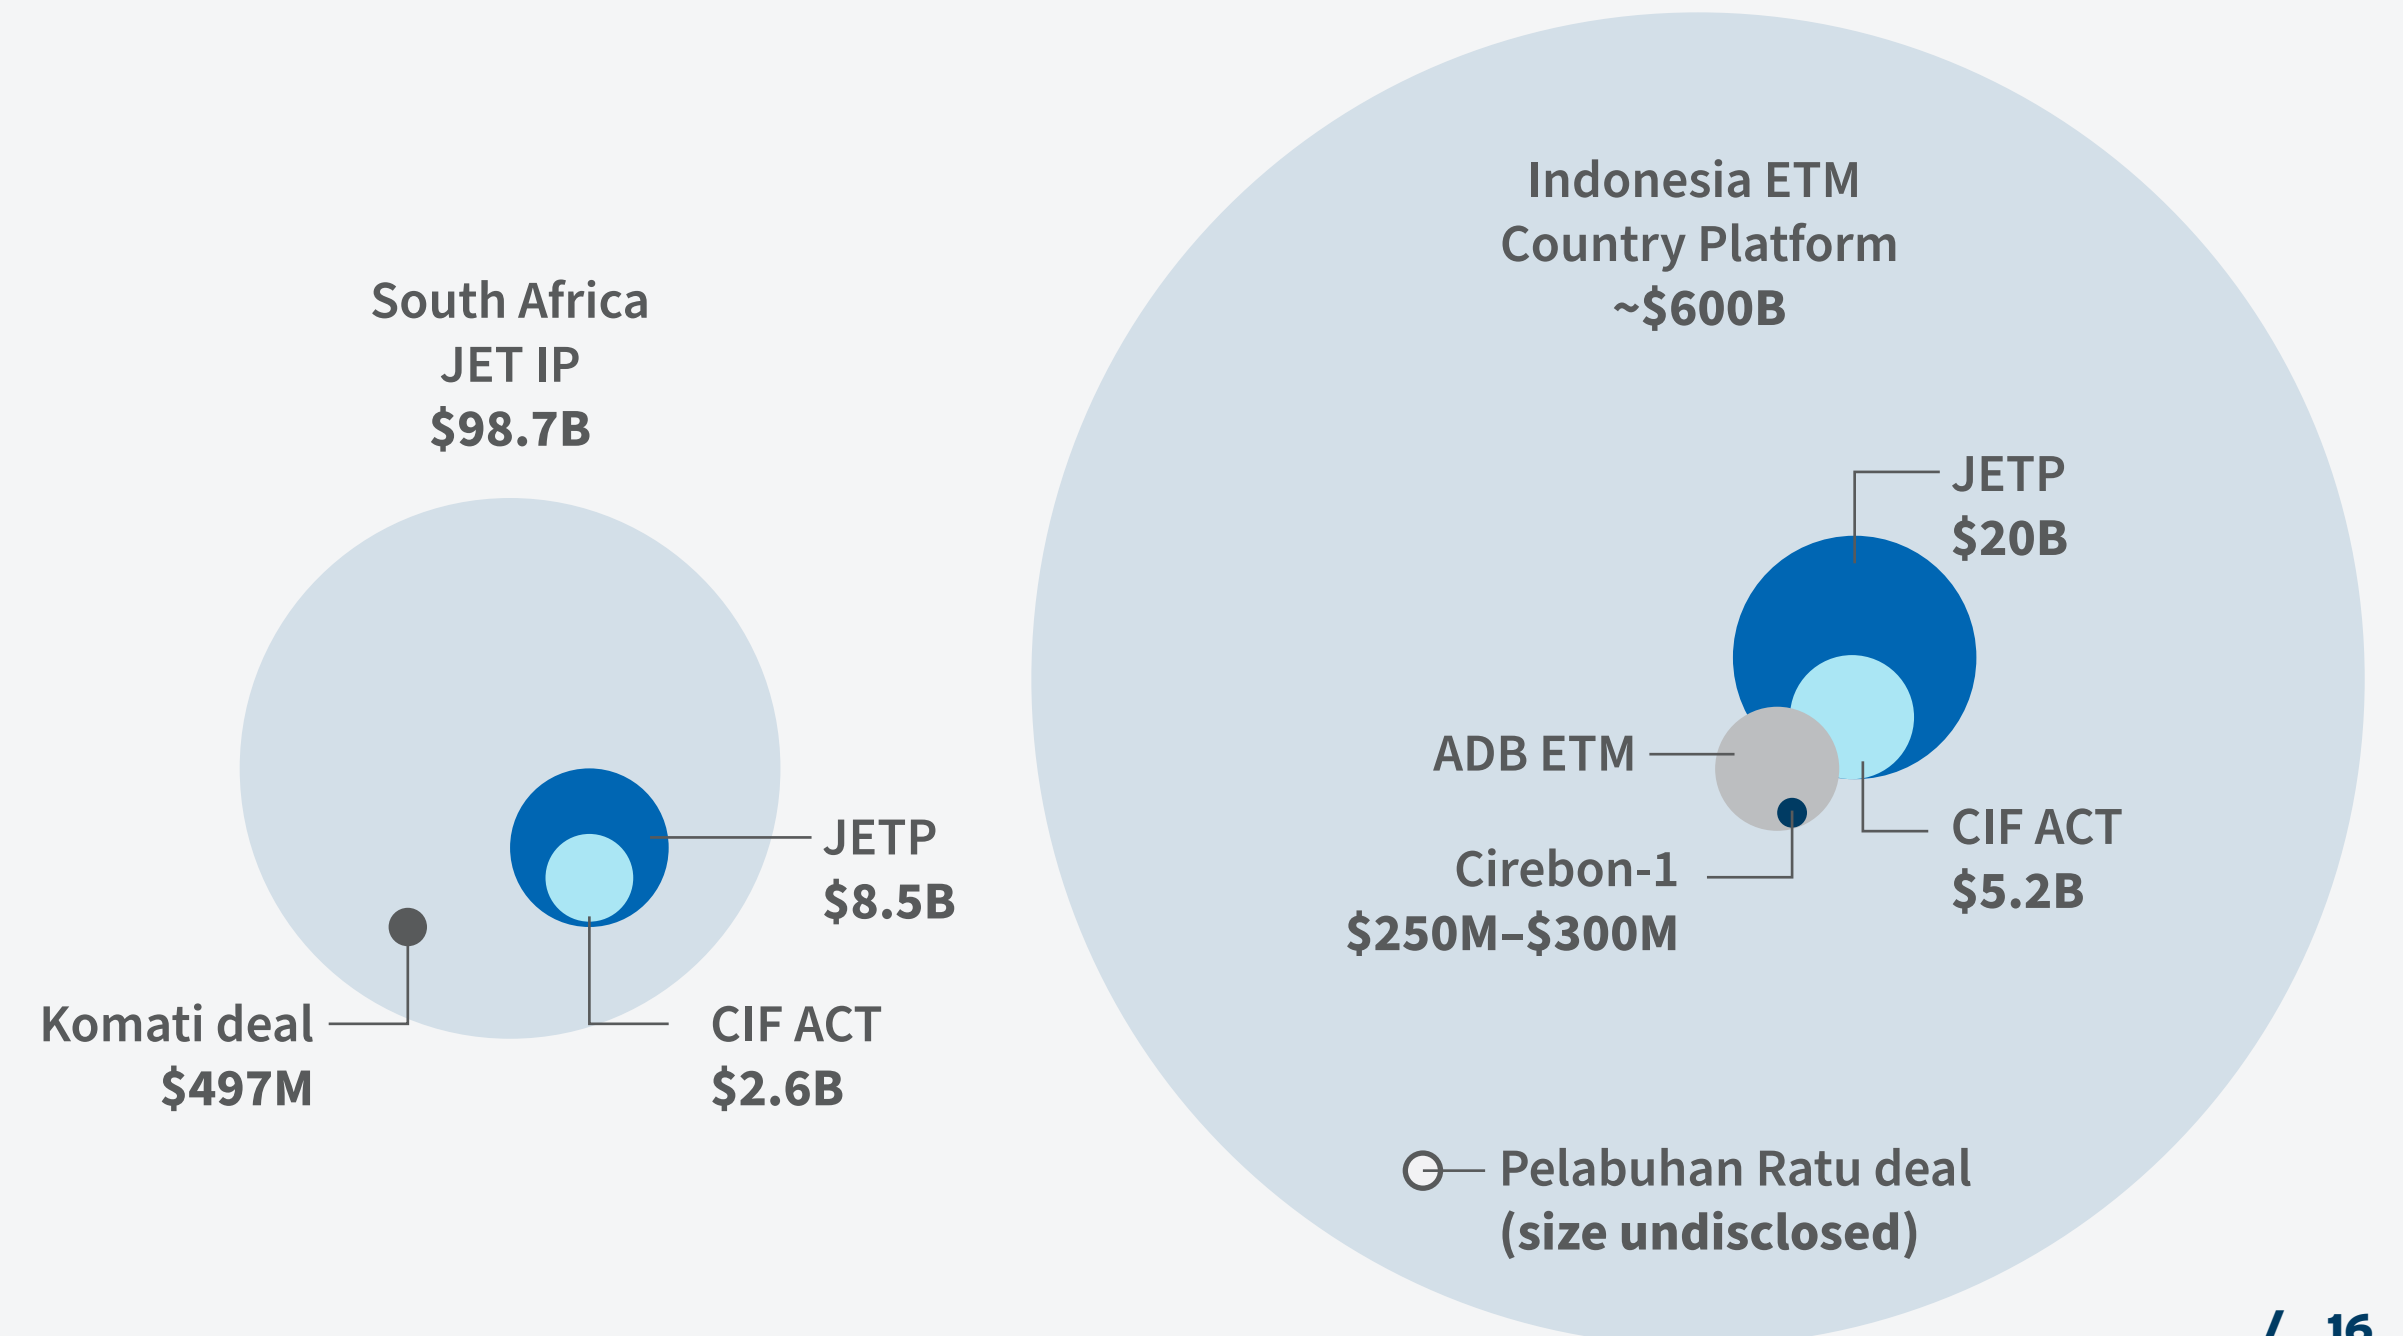 South Africa
JET IP
$98.7B
JETP
$8.5B
Komati deal
$497M
CIF ACT
$2.6B
Indonesia ETM
Country Platform
~$600B
JETP
$20B
ADB ETM
CIF ACT
$5.2B
Cirebon-1
$250M–$300M
Pelabuhan Ratu deal
(size undisclosed)
/ 16